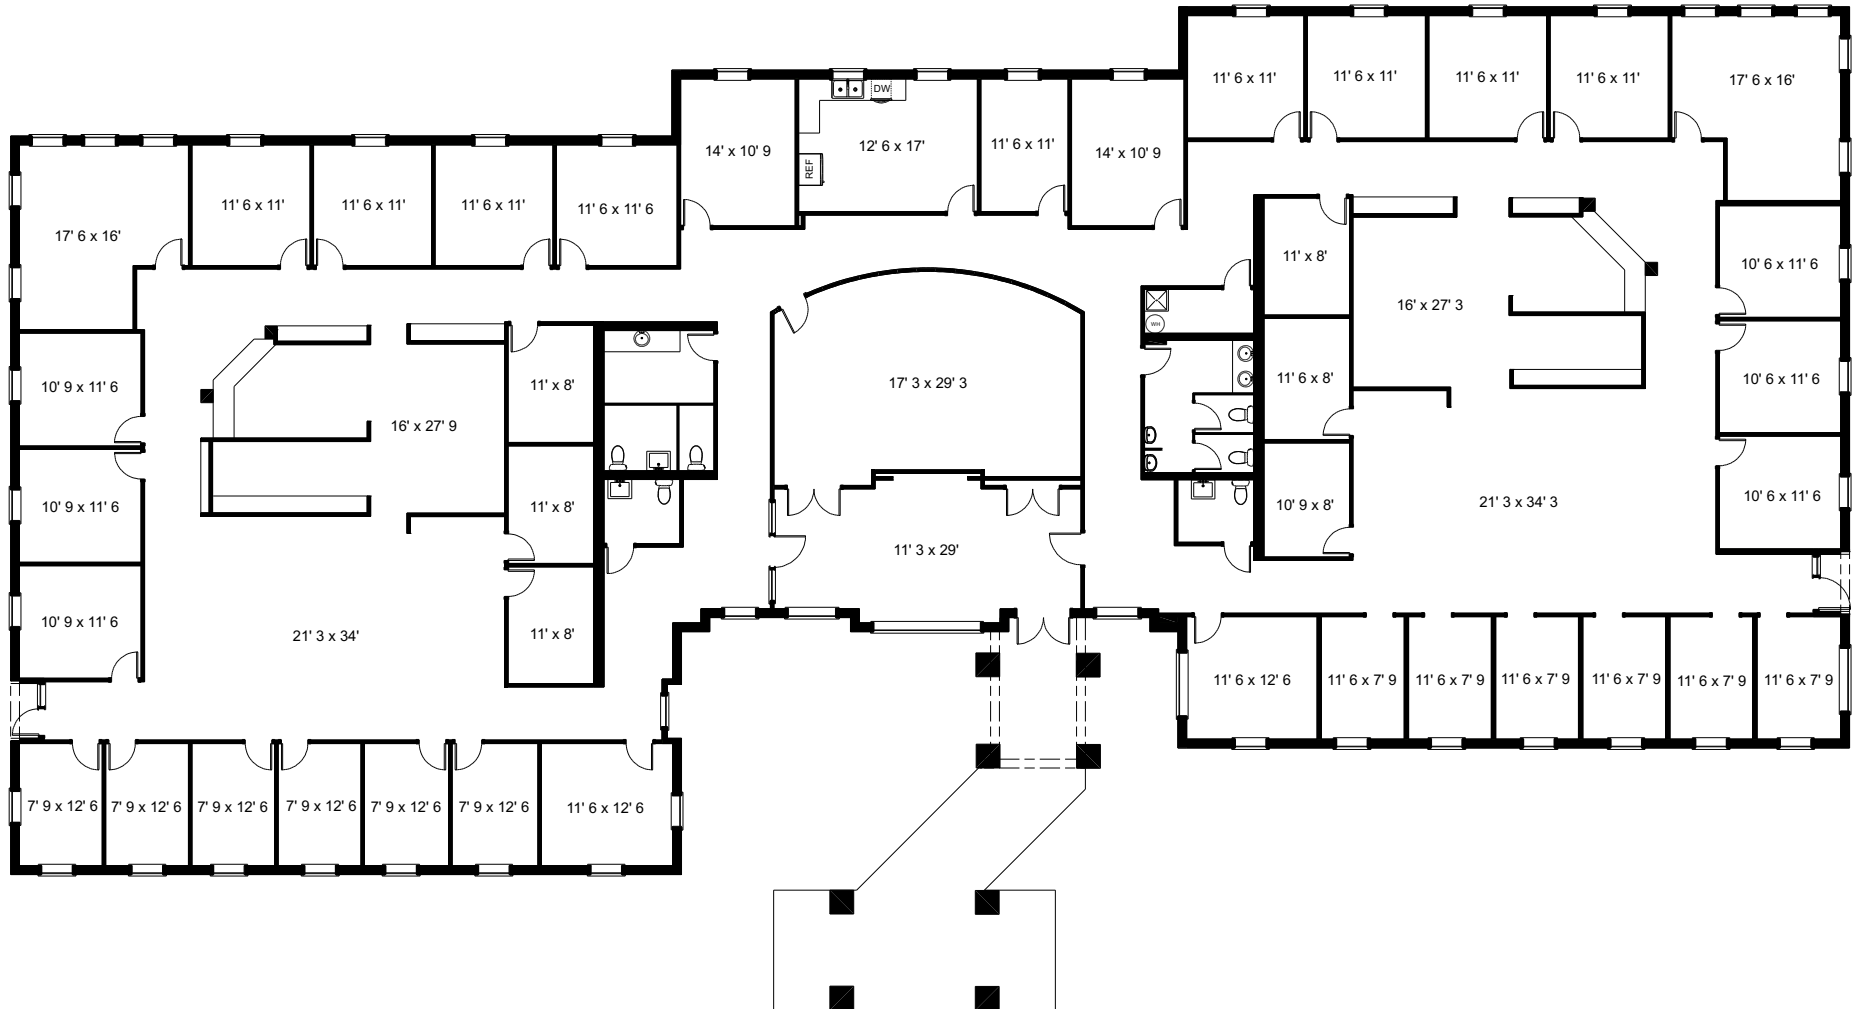 11' 6 x 11'
11' 6 x 11'
11' 6 x 11'
11' 6 x 11'
17' 6 x 16'
DW
REF
14' x 10' 9
12' 6 x 17'
11' 6 x 11'
14' x 10' 9
17' 6 x 16'
11' 6 x 11'
11' 6 x 11'
11' 6 x 11'
11' 6 x 11' 6
11' x 8'
16' x 27' 3
10' 6 x 11' 6
WH
10' 9 x 11' 6
11' x 8'
17' 3 x 29' 3
11' 6 x 8'
10' 6 x 11' 6
16' x 27' 9
10' 9 x 11' 6
11' x 8'
10' 9 x 8'
21' 3 x 34' 3
10' 6 x 11' 6
11' 3 x 29'
10' 9 x 11' 6
21' 3 x 34'
11' x 8'
11' 6 x 12' 6
11' 6 x 7' 9
11' 6 x 7' 9
11' 6 x 7' 9
11' 6 x 7' 9
11' 6 x 7' 9
11' 6 x 7' 9
7' 9 x 12' 6
7' 9 x 12' 6
7' 9 x 12' 6
7' 9 x 12' 6
7' 9 x 12' 6
7' 9 x 12' 6
11' 6 x 12' 6